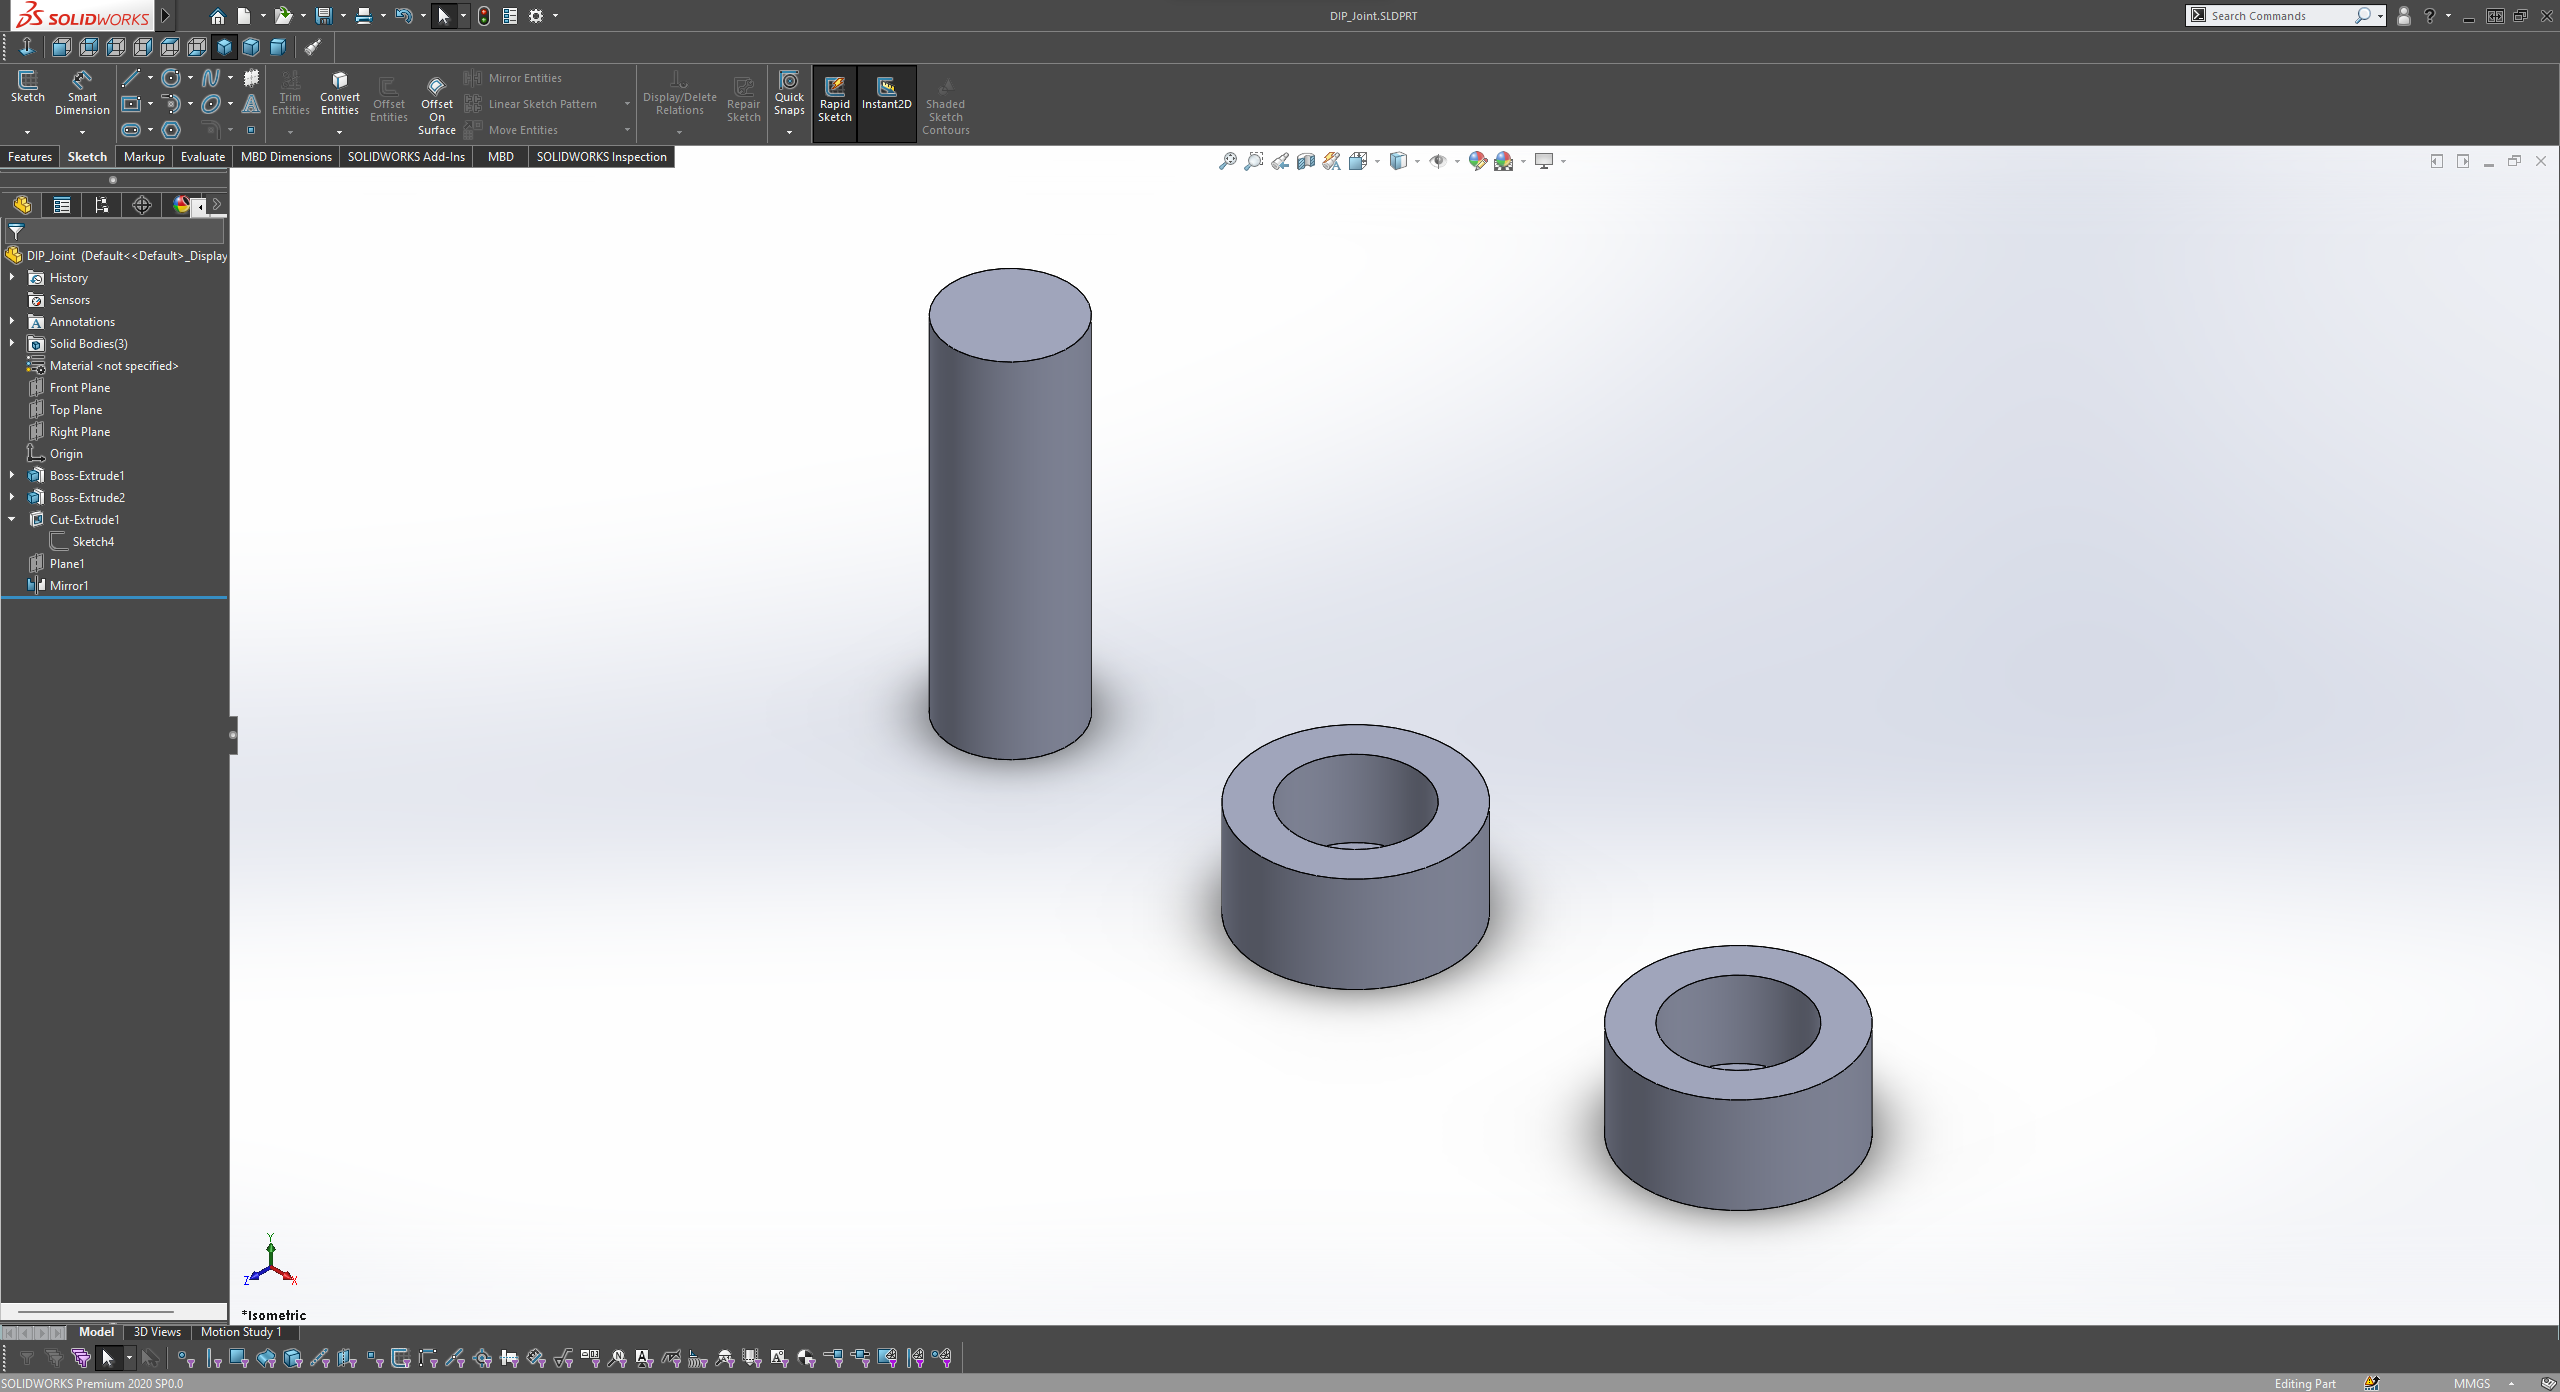 SOLIDWORKS
DIP_Joint.SLDPRT
Search Commands
Sketch
Smart Dimension
Trim Entities
Convert Entities
Offset Entities
Offset On Surface
Mirror Entities
Linear Sketch Pattern
Move Entities
Display/Delete Relations
Repair Sketch
Quick Snaps
Rapid Sketch
Instant2D
Shaded Sketch Contours
Features
Sketch
Markup
Evaluate
MBD Dimensions
SOLIDWORKS Add-Ins
MBD
SOLIDWORKS Inspection
DIP_Joint (Default<<Default>_Display
History
Sensors
Annotations
Solid Bodies(3)
Material <not specified>
Front Plane
Top Plane
Right Plane
Origin
Boss-Extrude1
Boss-Extrude2
Cut-Extrude1
Sketch4
Plane1
Mirror1
Y
Z
X
*Isometric
Model
3D Views
Motion Study 1
SOLIDWORKS Premium 2020 SP0.0
Editing Part
MMGS